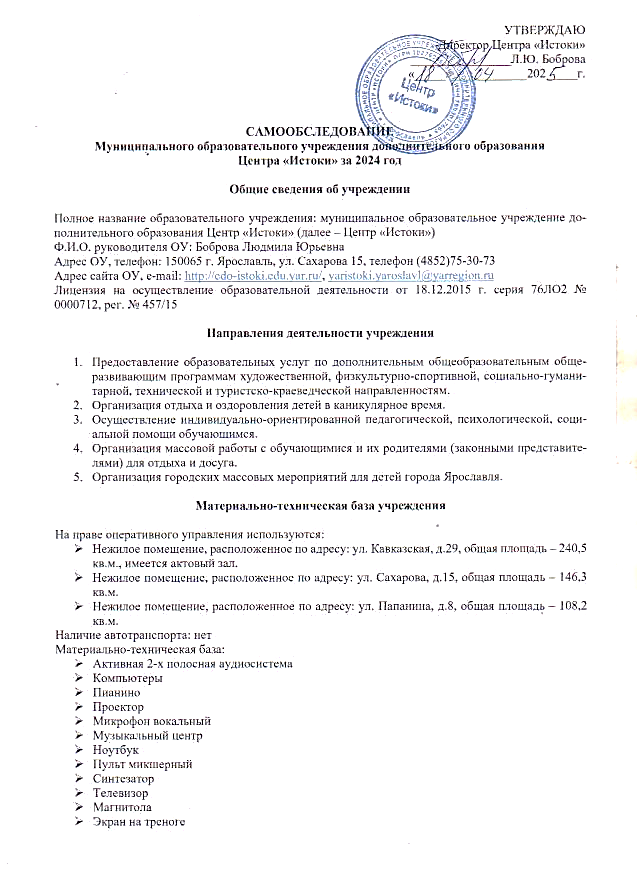 УТВЕРЖДАЮ
Директор Центра «Истоки»
Л.Ю. Боброва
«18 04 2025 г.
Центр
«Истоки»
САМООБСЛЕДОВАНИЕ
Муниципального образовательного учреждения дополнительного образования
Центра «Истоки» за 2024 год
Общие сведения об учреждении
Полное название образовательного учреждения: муниципальное образовательное учреждение до-
полнительного образования Центр «Истоки» (далее – Центр «Истоки»)
Ф.И.О. руководителя ОУ: Боброва Людмила Юрьевна
Адрес ОУ, телефон: 150065 г. Ярославль, ул. Сахарова 15, телефон (4852)75-30-73
Адрес сайта ОУ, e-mail: http://cdo-istoki.edu.yar.ru/, yaristoki.yaroslavl@yarregion.ru
Лицензия на осуществление образовательной деятельности от 18.12.2015 г. серия 76ЛО2 №
0000712, рег. № 457/15
Направления деятельности учреждения
1. Предоставление образовательных услуг по дополнительным общеобразовательным обще-
развивающим программам художественной, физкультурно-спортивной, социально-гумани-
тарной, технической и туристско-краеведческой направленностям.
2. Организация отдыха и оздоровления детей в каникулярное время.
3. Осуществление индивидуально-ориентированной педагогической, психологической, соци-
альной помощи обучающимся.
4. Организация массовой работы с обучающимися и их родителями (законными представите-
лями) для отдыха и досуга.
5. Организация городских массовых мероприятий для детей города Ярославля.
Материально-техническая база учреждения
На праве оперативного управления используются:
➢ Нежилое помещение, расположенное по адресу: ул. Кавказская, д.29, общая площадь – 240,5
кв.м., имеется актовый зал.
➢ Нежилое помещение, расположенное по адресу: ул. Сахарова, д.15, общая площадь – 146,3
кв.м.
➢ Нежилое помещение, расположенное по адресу: ул. Папанина, д.8, общая площадь – 108,2
кв.м.
Наличие автотранспорта: нет
Материально-техническая база:
➢ Активная 2-х полосная аудиосистема
➢ Компьютеры
➢ Пианино
➢ Проектор
➢ Микрофон вокальный
➢ Музыкальный центр
➢ Ноутбук
➢ Пульт микшерный
➢ Синтезатор
➢ Телевизор
➢ Магнитола
➢ Экран на треноге